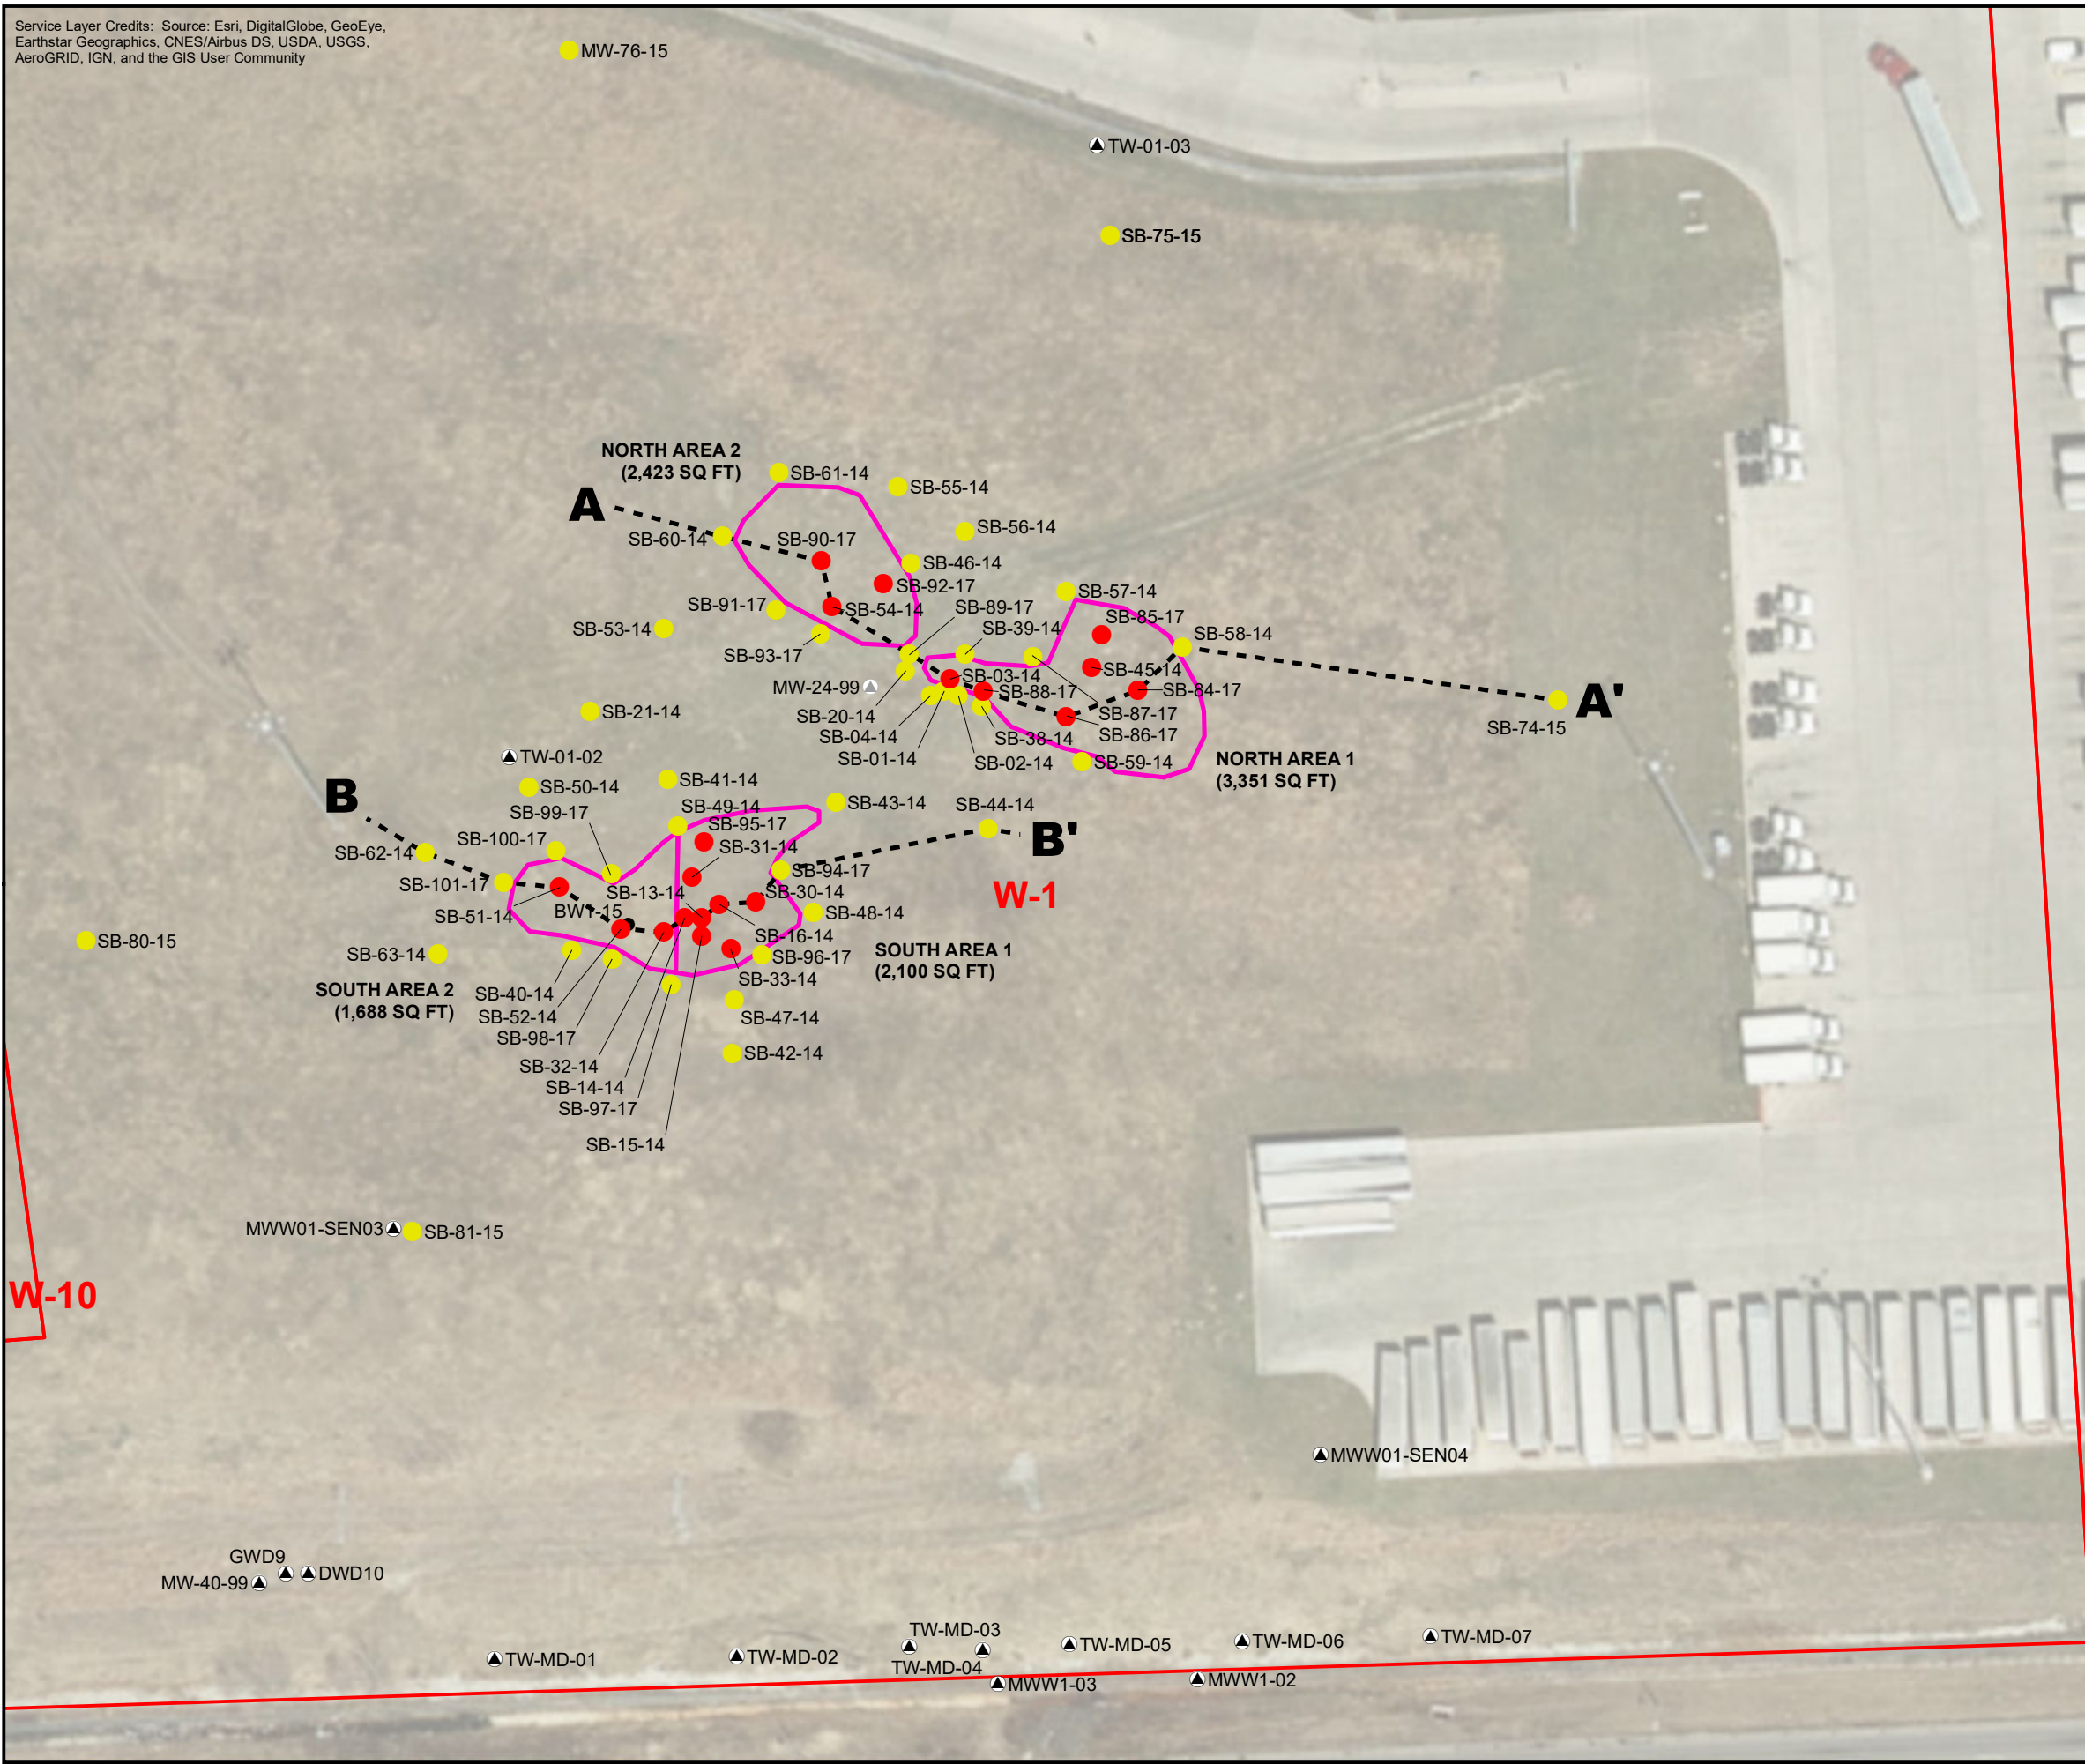 Service Layer Credits: Source: Esri, DigitalGlobe, GeoEye,
Earthstar Geographics, CNES/Airbus DS, USDA, USGS,
AeroGRID, IGN, and the GIS User Community
MW-76-15
TW-01-03
SB-75-15
NORTH AREA 2
(2,423 SQ FT)
SB-61-14
SB-55-14
A
SB-56-14
SB-60-14
SB-90-17
SB-46-14
SB-92-17
SB-57-14
SB-91-17
SB-54-14
SB-89-17
SB-85-17
SB-53-14
SB-39-14
SB-58-14
SB-93-17
SB-03-14
SB-45-14
MW-24-99
SB-88-17
SB-84-17
A'
SB-21-14
SB-20-14
SB-87-17
SB-74-15
SB-04-14
SB-38-14
SB-86-17
SB-01-14
SB-02-14
SB-59-14
NORTH AREA 1
(3,351 SQ FT)
TW-01-02
SB-41-14
SB-50-14
B
SB-99-17
SB-49-14
SB-43-14
SB-44-14
SB-95-17
B'
SB-100-17
SB-31-14
SB-62-14
SB-94-17
SB-101-17
SB-13-14
SB-30-14
W-1
SB-51-14
BW1-15
SB-48-14
SB-80-15
SB-16-14
SB-63-14
SB-96-17
SOUTH AREA 1
(2,100 SQ FT)
SB-33-14
SOUTH AREA 2
(1,688 SQ FT)
SB-40-14
SB-52-14
SB-47-14
SB-98-17
SB-42-14
SB-32-14
SB-14-14
SB-97-17
SB-15-14
MWW01-SEN03
SB-81-15
W-10
MWW01-SEN04
GWD9
DWD10
MW-40-99
TW-MD-03
TW-MD-05
TW-MD-06
TW-MD-07
TW-MD-01
TW-MD-02
TW-MD-04
MWW1-03
MWW1-02